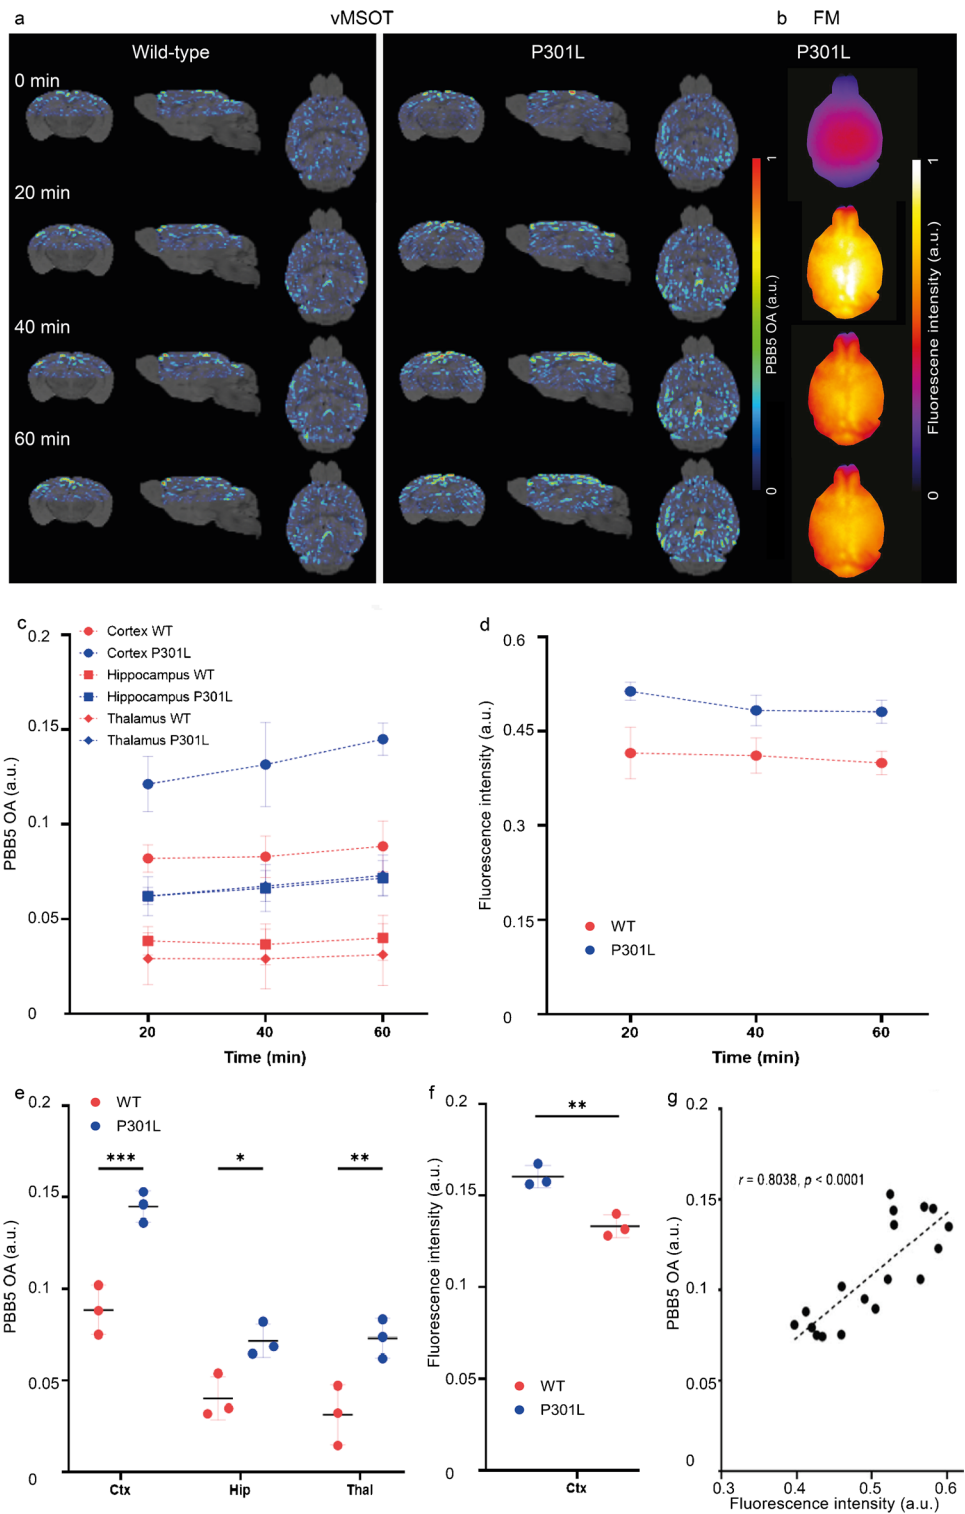 a
vMSOT
b
FM
Wild-type
P301L
P301L
0 min
20 min
40 min
60 min
1
PBB5 OA (a.u.)
0
1
Fluorescene intensity (a.u.)
0
c
0.2
0.15
0.1
0.05
0
PBB5 OA (a.u.)
Cortex WT
Cortex P301L
Hippocampus WT
Hippocampus P301L
Thalamus WT
Thalamus P301L
20
40
60
Time (min)
d
0.6
0.45
0.3
0.15
0
Fluorescence intensity (a.u.)
WT
P301L
20
40
60
Time (min)
e
0.2
0.15
0.1
0.05
0
PBB5 OA (a.u.)
WT
P301L
***
*
**
Ctx
Hip
Thal
f
0.2
0.15
0.1
0.05
0
Fluorescence intensity (a.u.)
**
WT
P301L
Ctx
g
0.2
0.15
0.1
0.05
0
PBB5 OA (a.u.)
r = 0.8038, p < 0.0001
0.3
0.4
0.5
0.6
Fluorescence intensity (a.u.)